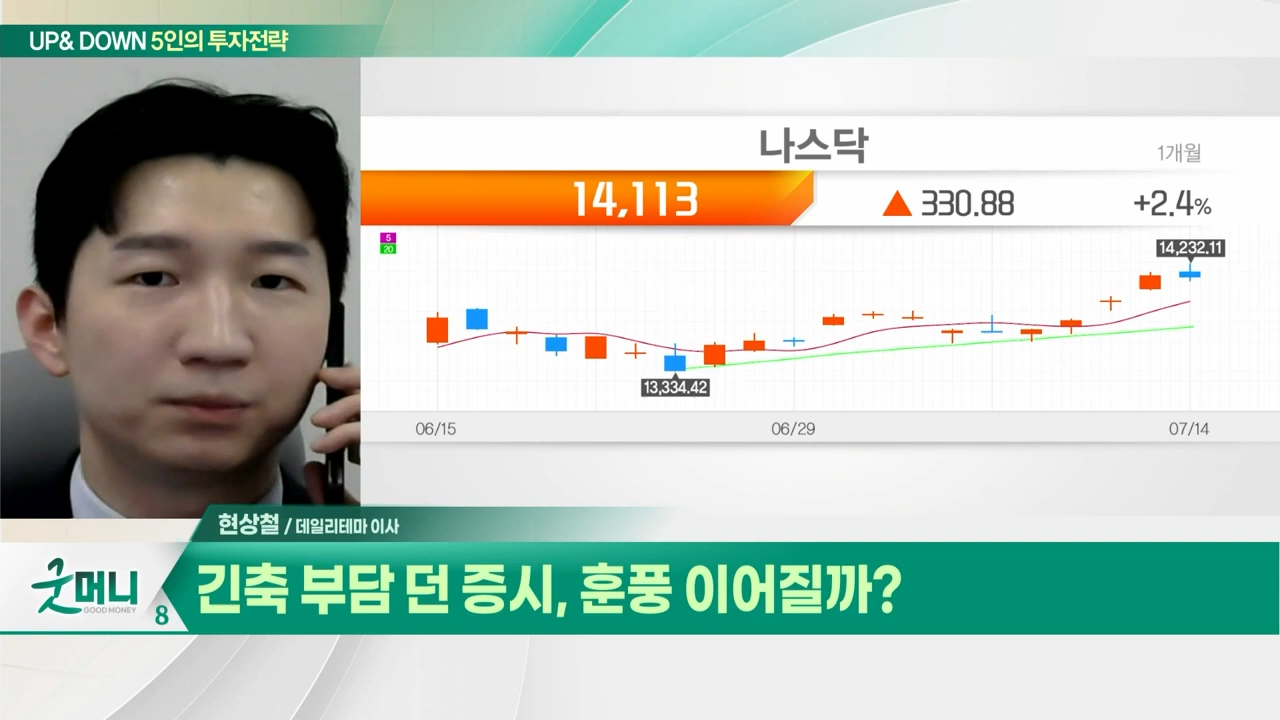 UP& DOWN 5인의 투자전략
나스닥
1개월
14,113
▲ 330.88
+2.4%
5
20
14,232.11
13,334.42
06/15
06/29
07/14
현상철 / 데일리테마 이사
굿머니
GOOD MONEY
8
긴축 부담 던 증시, 훈풍 이어질까?